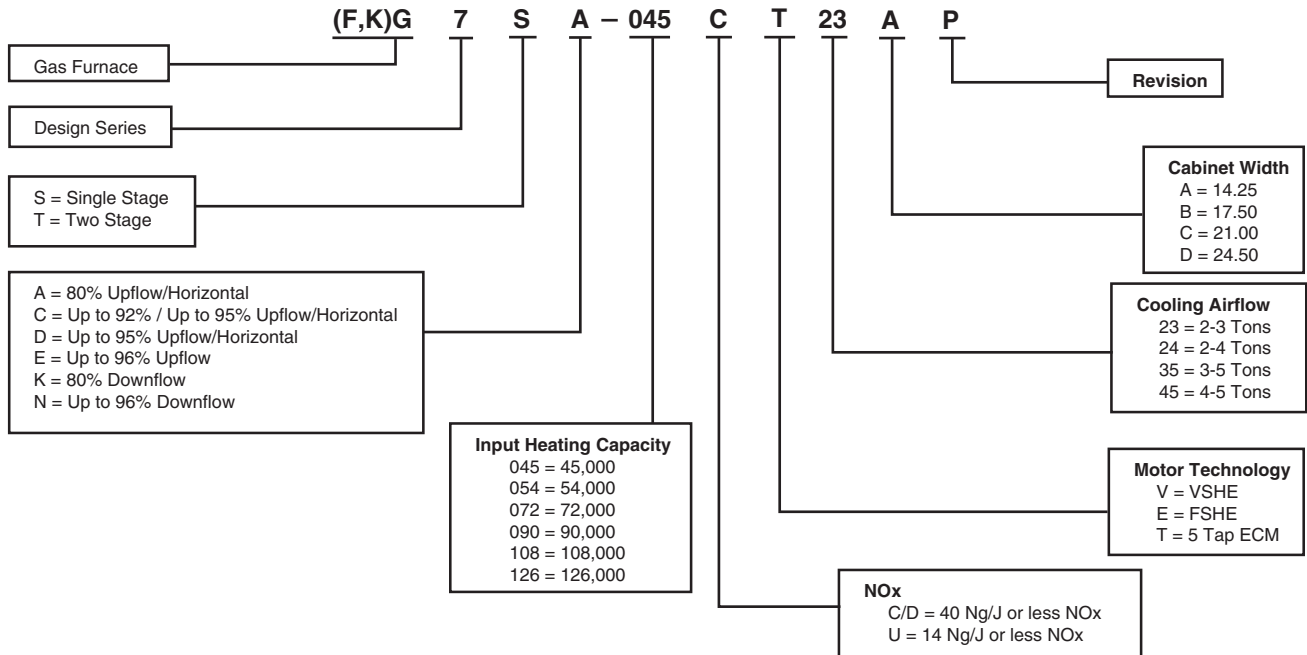 (F,K)G 7 S A – 045 C T 23 A P
Gas Furnace
Design Series
S = Single Stage
T = Two Stage
A = 80% Upflow/Horizontal
C = Up to 92% / Up to 95% Upflow/Horizontal
D = Up to 95% Upflow/Horizontal
E = Up to 96% Upflow
K = 80% Downflow
N = Up to 96% Downflow
Input Heating Capacity
045 = 45,000
054 = 54,000
072 = 72,000
090 = 90,000
108 = 108,000
126 = 126,000
Revision
Cabinet Width
A = 14.25
B = 17.50
C = 21.00
D = 24.50
Cooling Airflow
23 = 2-3 Tons
24 = 2-4 Tons
35 = 3-5 Tons
45 = 4-5 Tons
Motor Technology
V = VSHE
E = FSHE
T = 5 Tap ECM
NOx
C/D = 40 Ng/J or less NOx
U = 14 Ng/J or less NOx